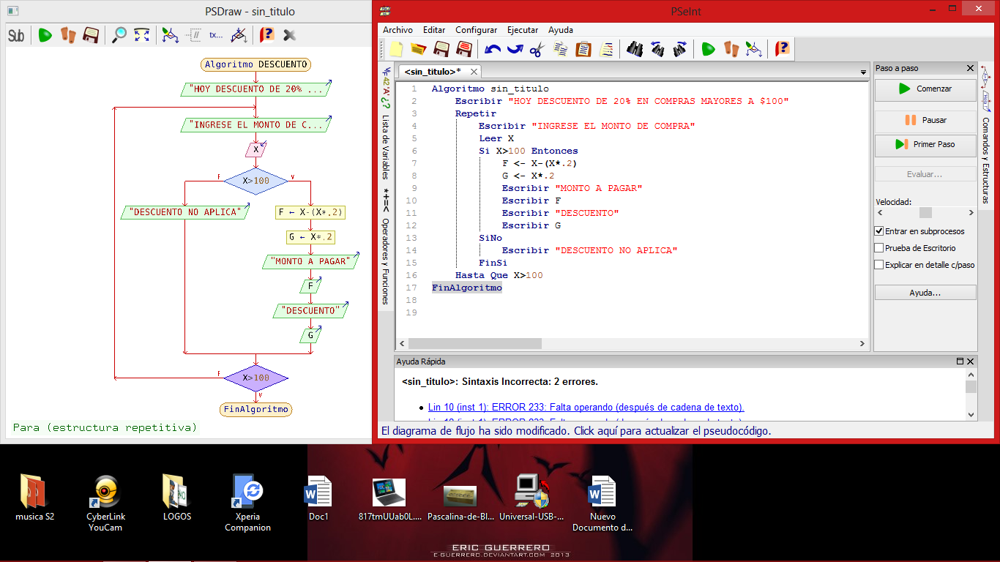 PSDraw - sin_titulo
Sub
tx...
Algoritmo DESCUENTO
"HOY DESCUENTO DE 20% ...
"INGRESE EL MONTO DE C...
X
X>100
F
V
"DESCUENTO NO APLICA"
F ← X-(X*.2)
G ← X*.2
"MONTO A PAGAR"
F
"DESCUENTO"
G
X>100
F
V
FinAlgoritmo
Para (estructura repetitiva)
PSeInt
Archivo Editar Configurar Ejecutar Ayuda
42 'A' ¿? Lista de Variables
*+=< Operadores y Funciones
<sin_titulo>*
1 Algoritmo sin_titulo
2 Escribir "HOY DESCUENTO DE 20% EN COMPRAS MAYORES A $100"
3 Repetir
4 Escribir "INGRESE EL MONTO DE COMPRA"
5 Leer X
6 Si X>100 Entonces
7 F <- X-(X*.2)
8 G <- X*.2
9 Escribir "MONTO A PAGAR"
10 Escribir F
11 Escribir "DESCUENTO"
12 Escribir G
13 SiNo
14 Escribir "DESCUENTO NO APLICA"
15 FinSi
16 Hasta Que X>100
17 FinAlgoritmo
18
19
Paso a paso
Comenzar
Pausar
Primer Paso
Evaluar...
Velocidad:
Entrar en subprocesos
Prueba de Escritorio
Explicar en detalle c/paso
Ayuda...
Comandos y Estructuras
Ayuda Rápida
<sin_titulo>: Sintaxis Incorrecta: 2 errores.
Lin 10 (inst 1): ERROR 233: Falta operando (después de cadena de texto).
El diagrama de flujo ha sido modificado. Click aquí para actualizar el pseudocódigo.
musica S2
CyberLink YouCam
LOGOS
Xperia Companion
Doc1
817tmUUab0L....
Pascalina-de-Bl...
Universal-USB-...
Nuevo Documento d...
ERIC GUERRERO
E-GUERRERO.DEVIANTART.COM 2013